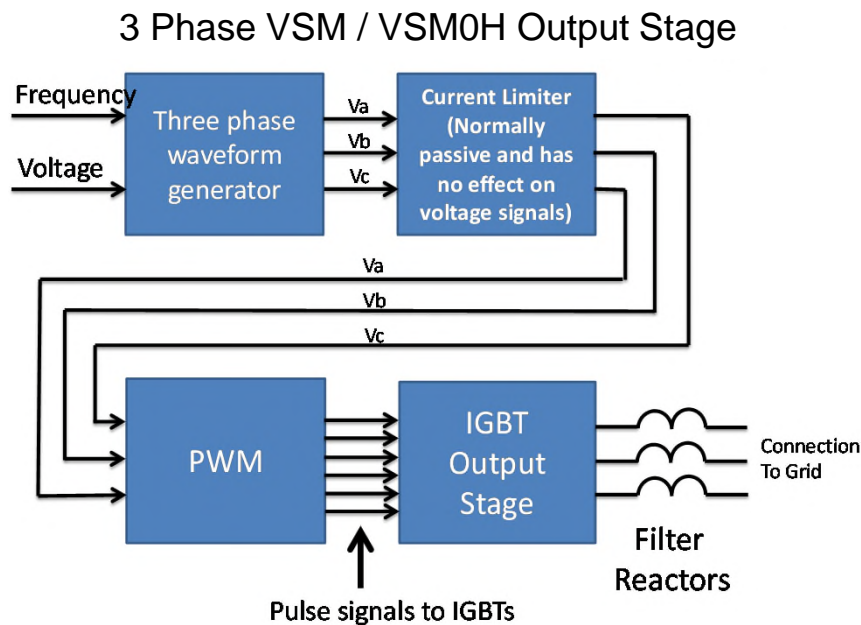 3 Phase VSM / VSM0H Output Stage
Frequency
Voltage
Three phase
waveform
generator
Va
Vb
Vc
Current Limiter
(Normally
passive and has
no effect on
voltage signals)
Va
Vb
Vc
PWM
IGBT
Output
Stage
Connection
To Grid
Filter
Reactors
Pulse signals to IGBTs